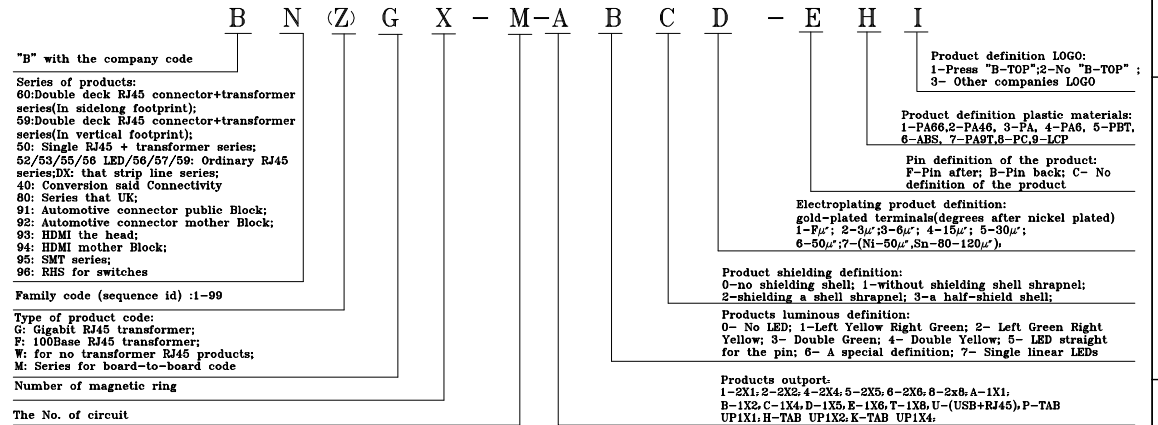 B N (Z) G X - M-A B C D - E H I
"B" with the company code
Series of products:
60:Double deck RJ45 connector+transformer
series(In sidelong footprint);
59:Double deck RJ45 connector+transformer
series(In vertical footprint);
50: Single RJ45 + transformer series;
52/53/55/56 LED/56/57/59: Ordinary RJ45
series;DX: that strip line series;
40: Conversion said Connectivity
80: Series that UK;
91: Automotive connector public Block;
92: Automotive connector mother Block;
93: HDMI the head;
94: HDMI mother Block;
95: SMT series;
96: RHS for switches
Family code (sequence id) :1-99
Type of product code:
G: Gigabit RJ45 transformer;
F: 100Base RJ45 transformer;
W: for no transformer RJ45 products;
M: Series for board-to-board code
Number of magnetic ring
The No. of circuit
Product definition LOGO:
1-Press "B-TOP";2-No "B-TOP" ;
3- Other companies LOGO
Product definition plastic materials:
1-PA66,2-PA46, 3-PA, 4-PA6, 5-PBT,
6-ABS, 7-PA9T,8-PC,9-LCP
Pin definition of the product:
F-Pin after; B-Pin back; C- No
definition of the product
Electroplating product definition:
gold-plated terminals(degrees after nickel plated)
1-Fμ"; 2-3μ";3-6μ"; 4-15μ"; 5-30μ";
6-50μ";7-(Ni-50μ",Sn-80-120μ");
Product shielding definition:
0-no shielding shell; 1-without shielding shell shrapnel;
2-shielding a shell shrapnel; 3-a half-shield shell;
Products luminous definition:
0- No LED; 1-Left Yellow Right Green; 2- Left Green Right
Yellow; 3- Double Green; 4- Double Yellow; 5- LED straight
for the pin; 6- A special definition; 7- Single linear LEDs
Products outport:
1-2X1; 2-2X2; 4-2X4; 5-2X5; 6-2X6; 8-2x8; A-1X1;
B-1X2, C-1X4, D-1X5, E-1X6, T-1X8, U-(USB+RJ45), P-TAB
UP1X1; H-TAB UP1X2; K-TAB UP1X4;